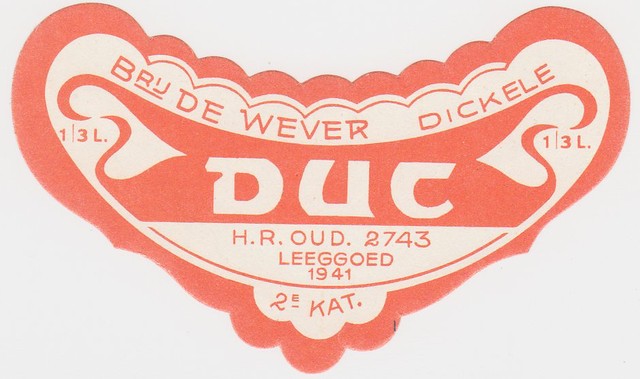 BRIJ DE WEVER DICKELE
1/3 L.
1/3 L.
DUC
H.R. OUD. 2743
LEEGGOED
1941
2E KAT.